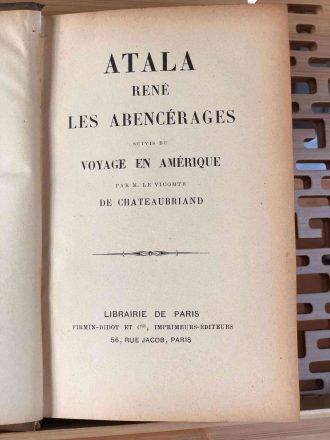 ATALA
RENÉ
LES ABENCÉRAGES
SUIVIS DU
VOYAGE EN AMÉRIQUE
PAR M. LE VICOMTE
DE CHATEAUBRIAND
LIBRAIRIE DE PARIS
FIRMIN-DIDOT ET Cie, IMPRIMEURS-ÉDITEURS
56, RUE JACOB, PARIS